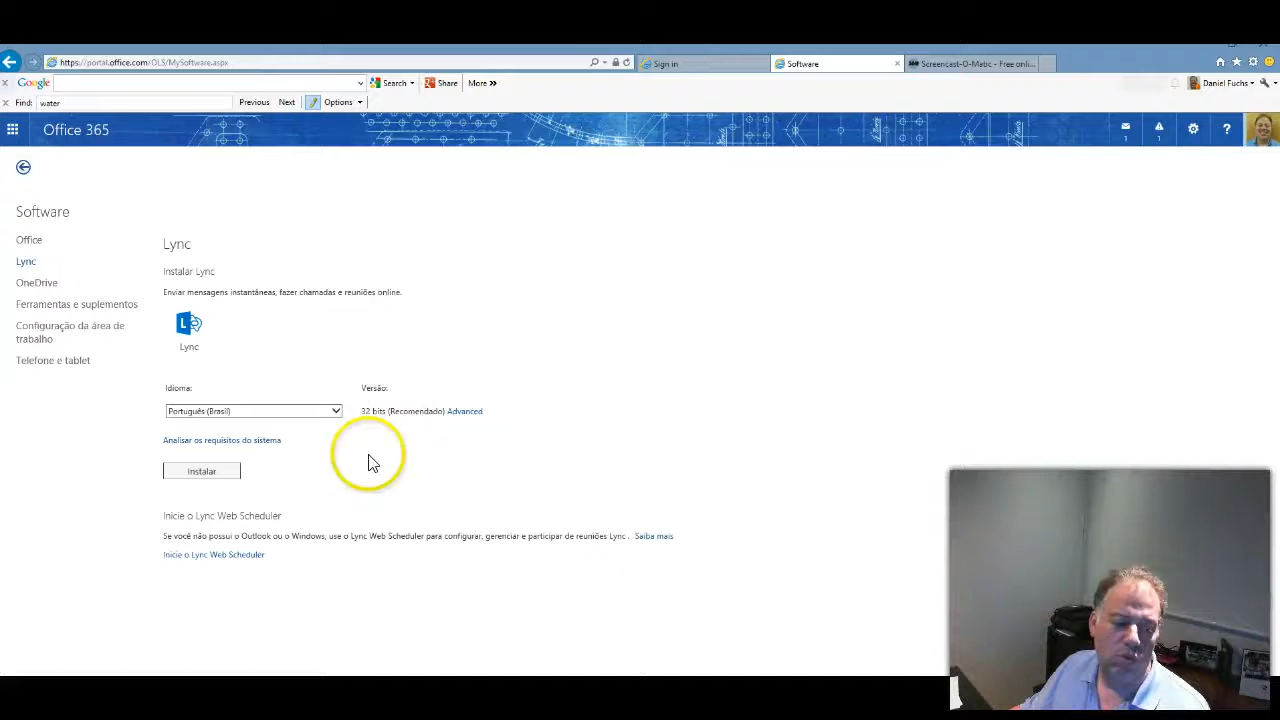 https://portal.office.com/OLS/MySoftware.aspx
Sign in
Software
Screencast-O-Matic - Free onli...
Google
Search
Share
More »
Daniel Fuchs
Find: water
Previous
Next
Options
Office 365
1
1
?
Software
Office
Lync
OneDrive
Ferramentas e suplementos
Configuração da área de
trabalho
Telefone e tablet
Lync
Instalar Lync
Enviar mensagens instantâneas, fazer chamadas e reuniões online.
Lync
Idioma:
Versão:
Português (Brasil)
32 bits (Recomendado) Advanced
Analisar os requisitos do sistema
Instalar
Inicie o Lync Web Scheduler
Se você não possui o Outlook ou o Windows, use o Lync Web Scheduler para configurar, gerenciar e participar de reuniões Lync . Saiba mais
Inicie o Lync Web Scheduler